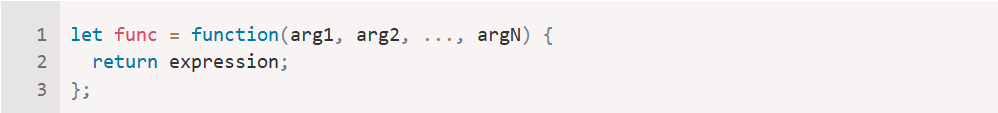 1 let func = function(arg1, arg2, ..., argN) {
2   return expression;
3 };